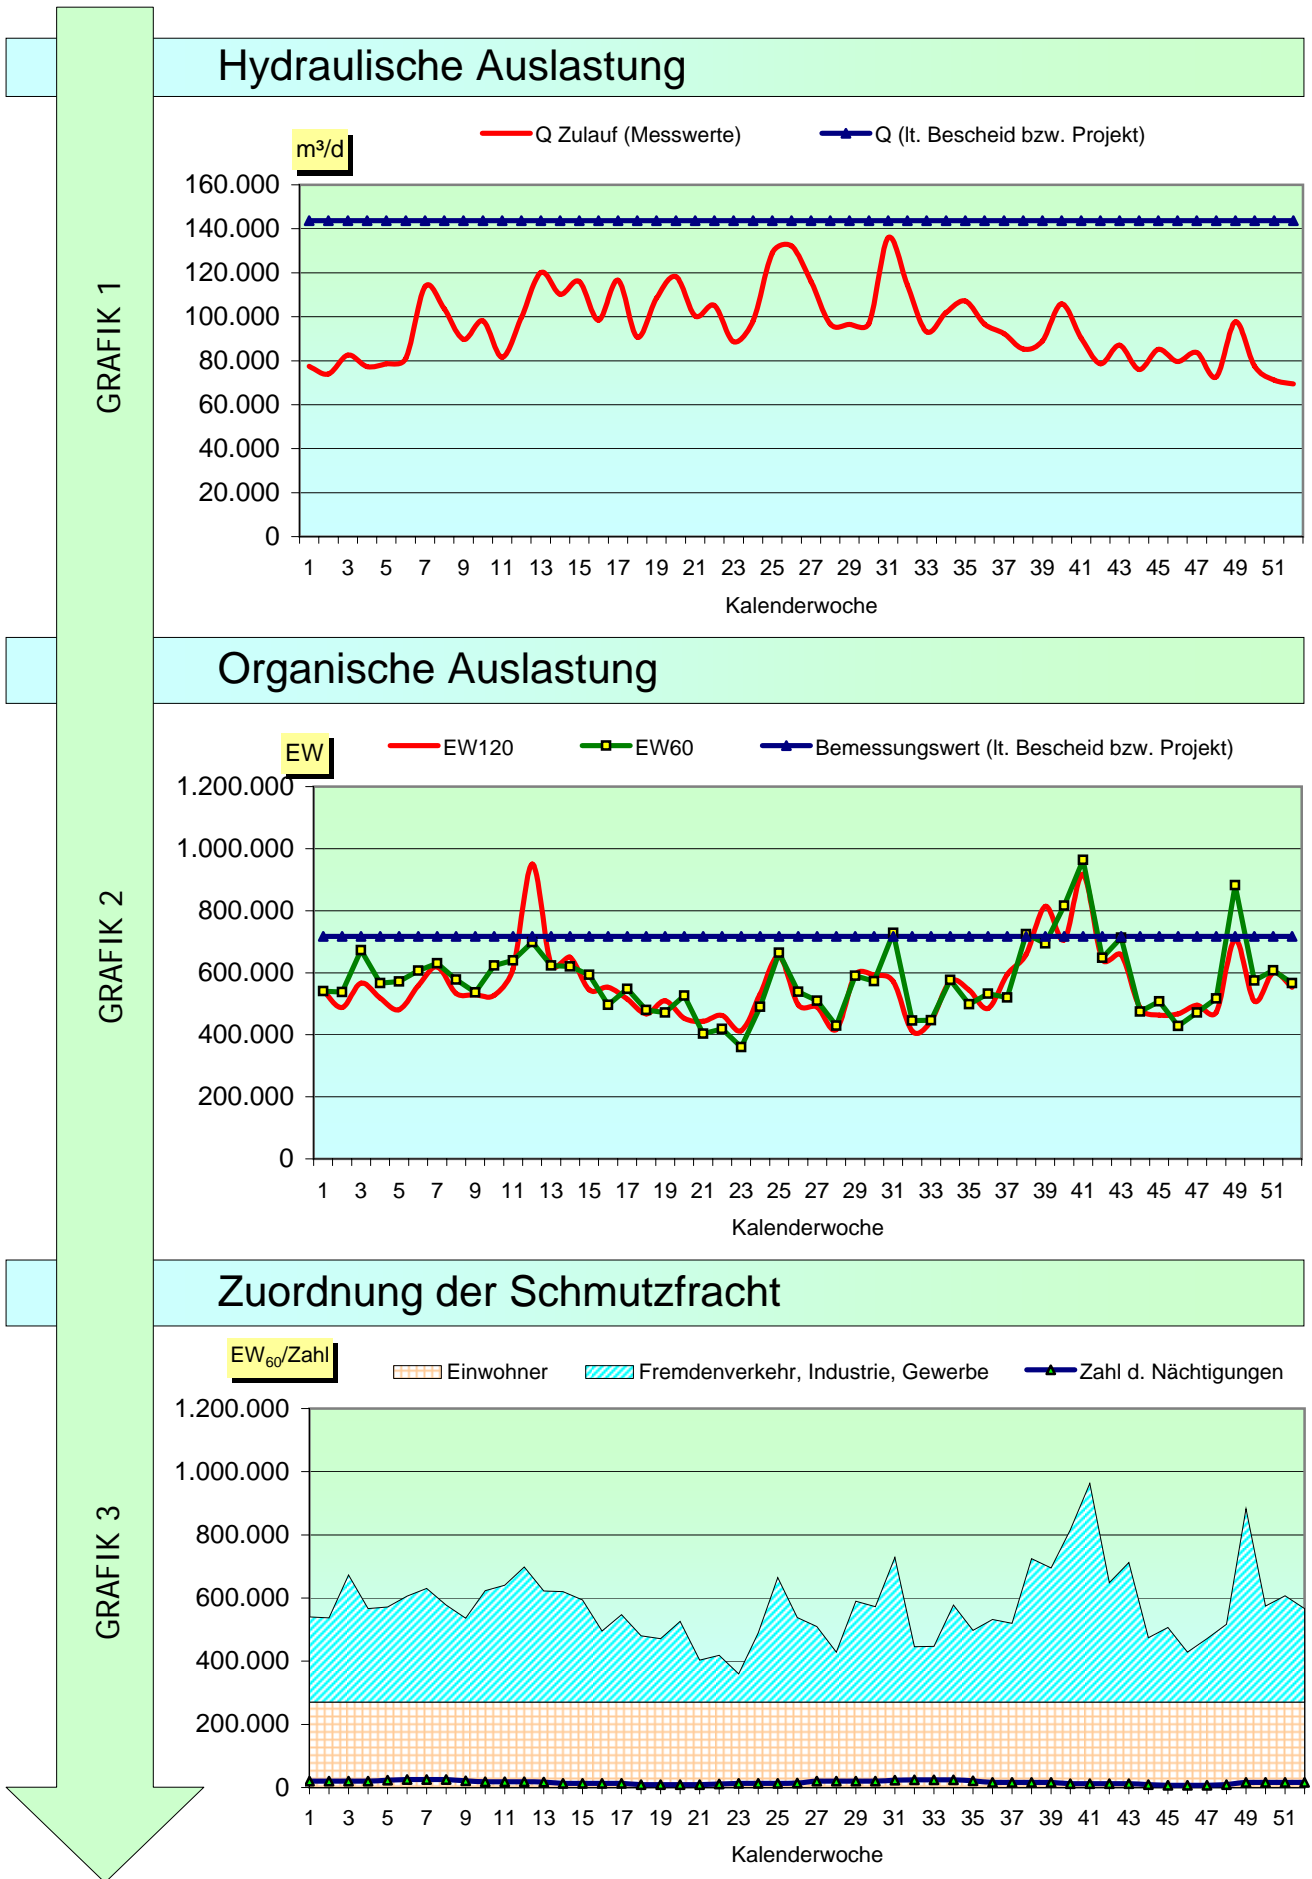 Hydraulische Auslastung
GRAFIK 1
m³/d
Q Zulauf (Messwerte) Q (lt. Bescheid bzw. Projekt)
160.000
140.000
120.000
100.000
80.000
60.000
40.000
20.000
0
1 3 5 7 9 11 13 15 17 19 21 23 25 27 29 31 33 35 37 39 41 43 45 47 49 51
Kalenderwoche
Organische Auslastung
GRAFIK 2
EW
EW120 EW60 Bemessungswert (lt. Bescheid bzw. Projekt)
1.200.000
1.000.000
800.000
600.000
400.000
200.000
0
1 3 5 7 9 11 13 15 17 19 21 23 25 27 29 31 33 35 37 39 41 43 45 47 49 51
Kalenderwoche
Zuordnung der Schmutzfracht
GRAFIK 3
EW₆₀/Zahl
Einwohner Fremdenverkehr, Industrie, Gewerbe Zahl d. Nächtigungen
1.200.000
1.000.000
800.000
600.000
400.000
200.000
0
1 3 5 7 9 11 13 15 17 19 21 23 25 27 29 31 33 35 37 39 41 43 45 47 49 51
Kalenderwoche